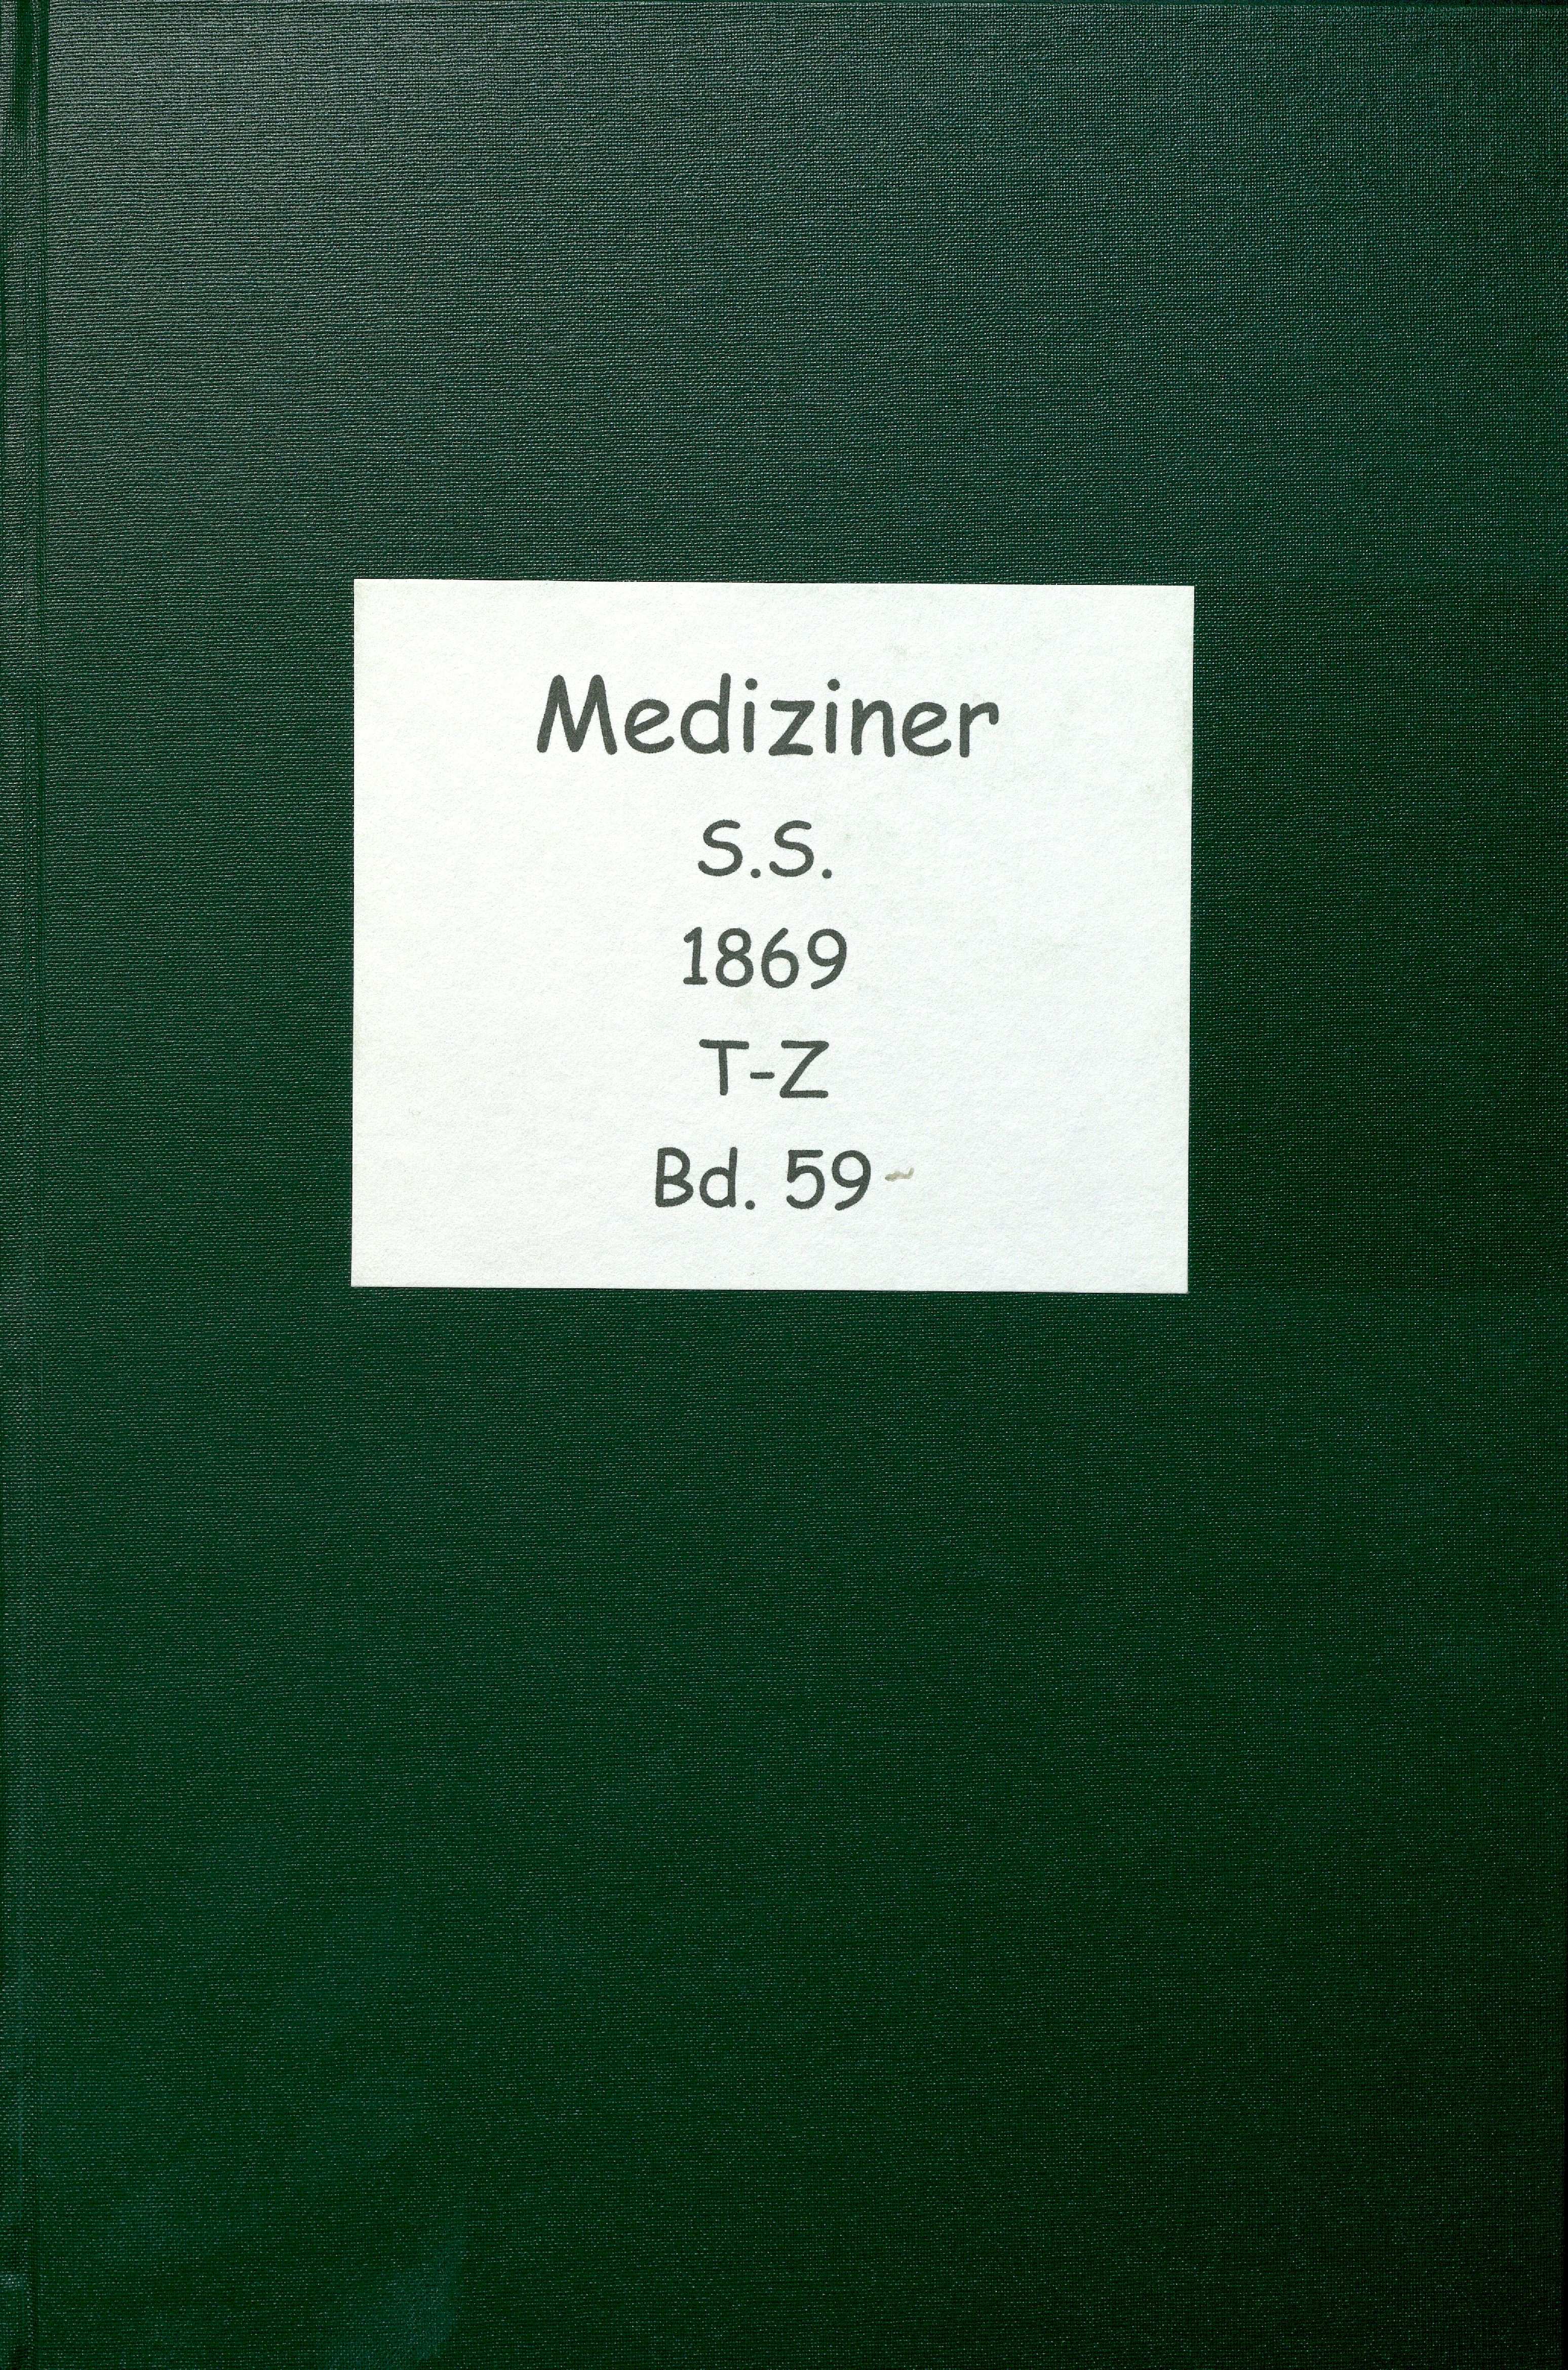 Mediziner
S.S.
1869
T-Z
Bd. 59